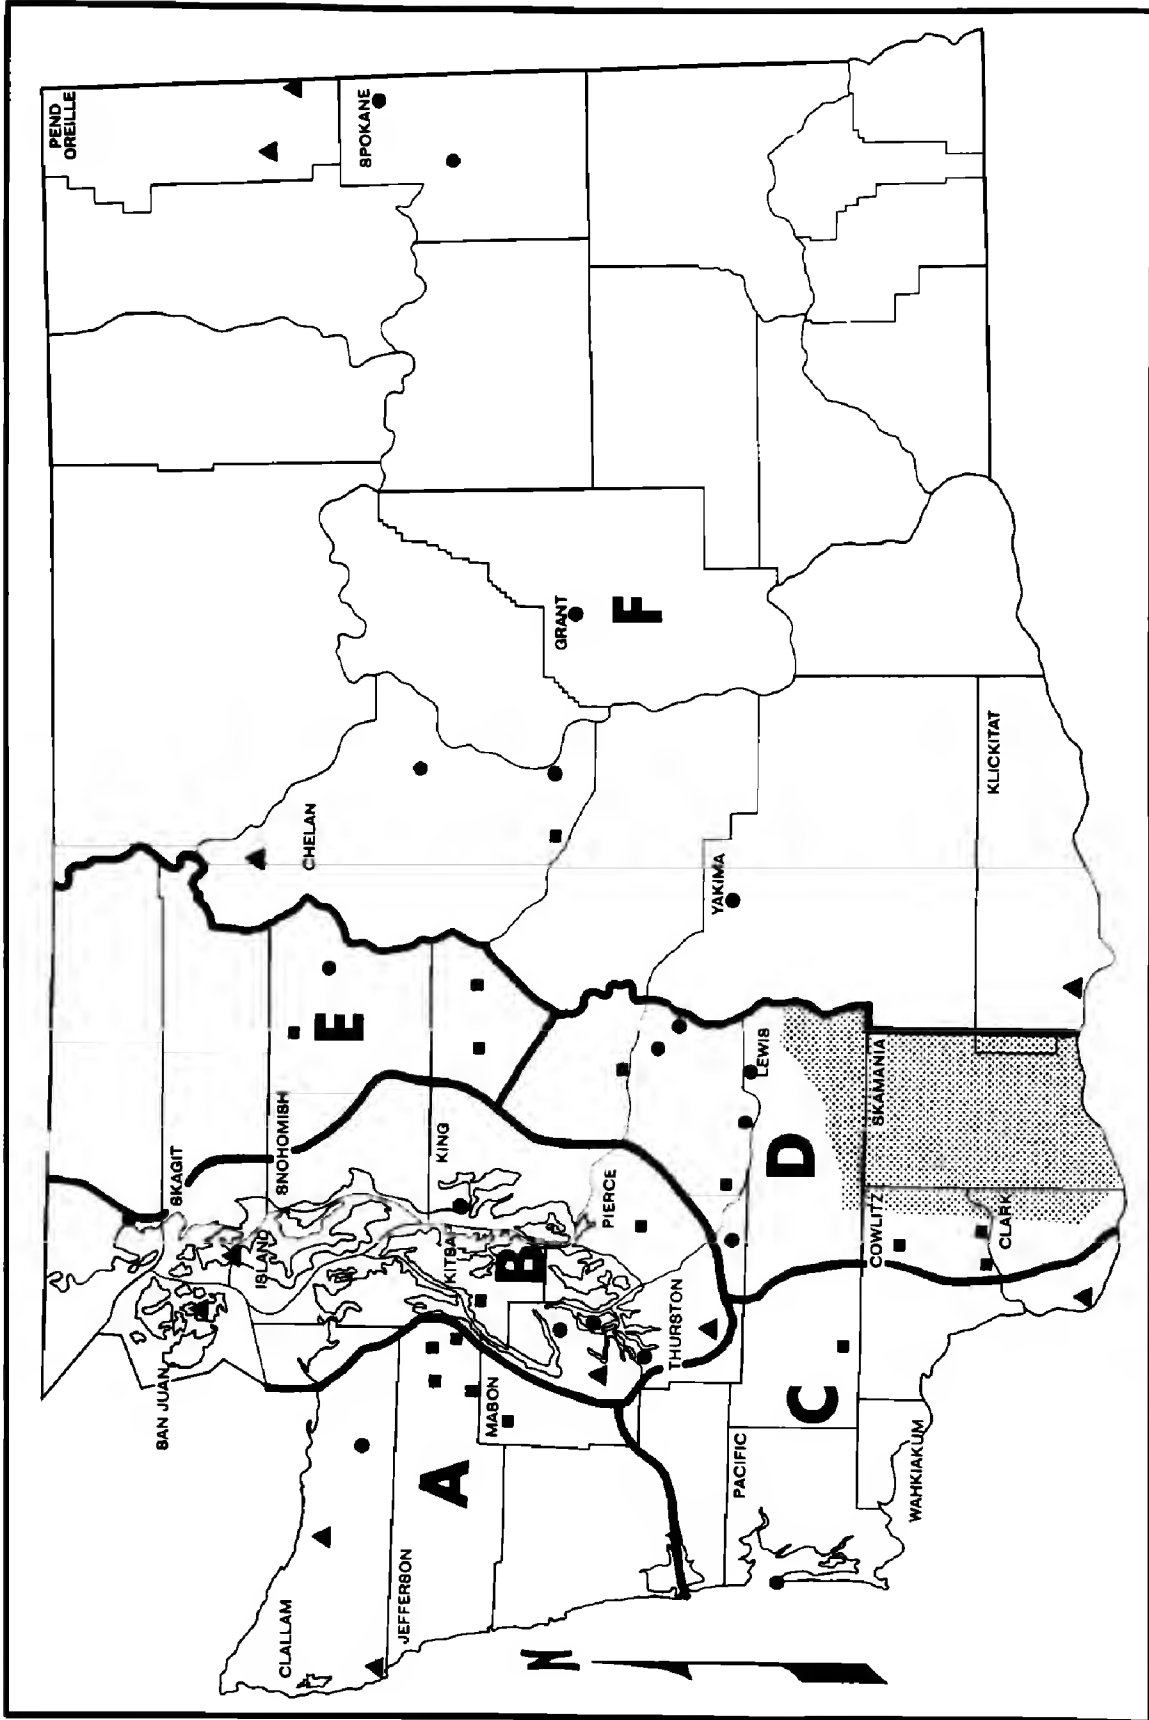 PEND
OREILLE
SPOKANE
SAN JUAN
SKAGIT
ISLAND
SNOHOMISH
CHELAN
CLALLAM
JEFFERSON
KITSAP
KING
GRANT
MASON
PIERCE
THURSTON
YAKIMA
LEWIS
PACIFIC
COWLITZ
SKAMANIA
WAHKIAKUM
CLARK
KLICKITAT
A
B
C
D
E
F
N